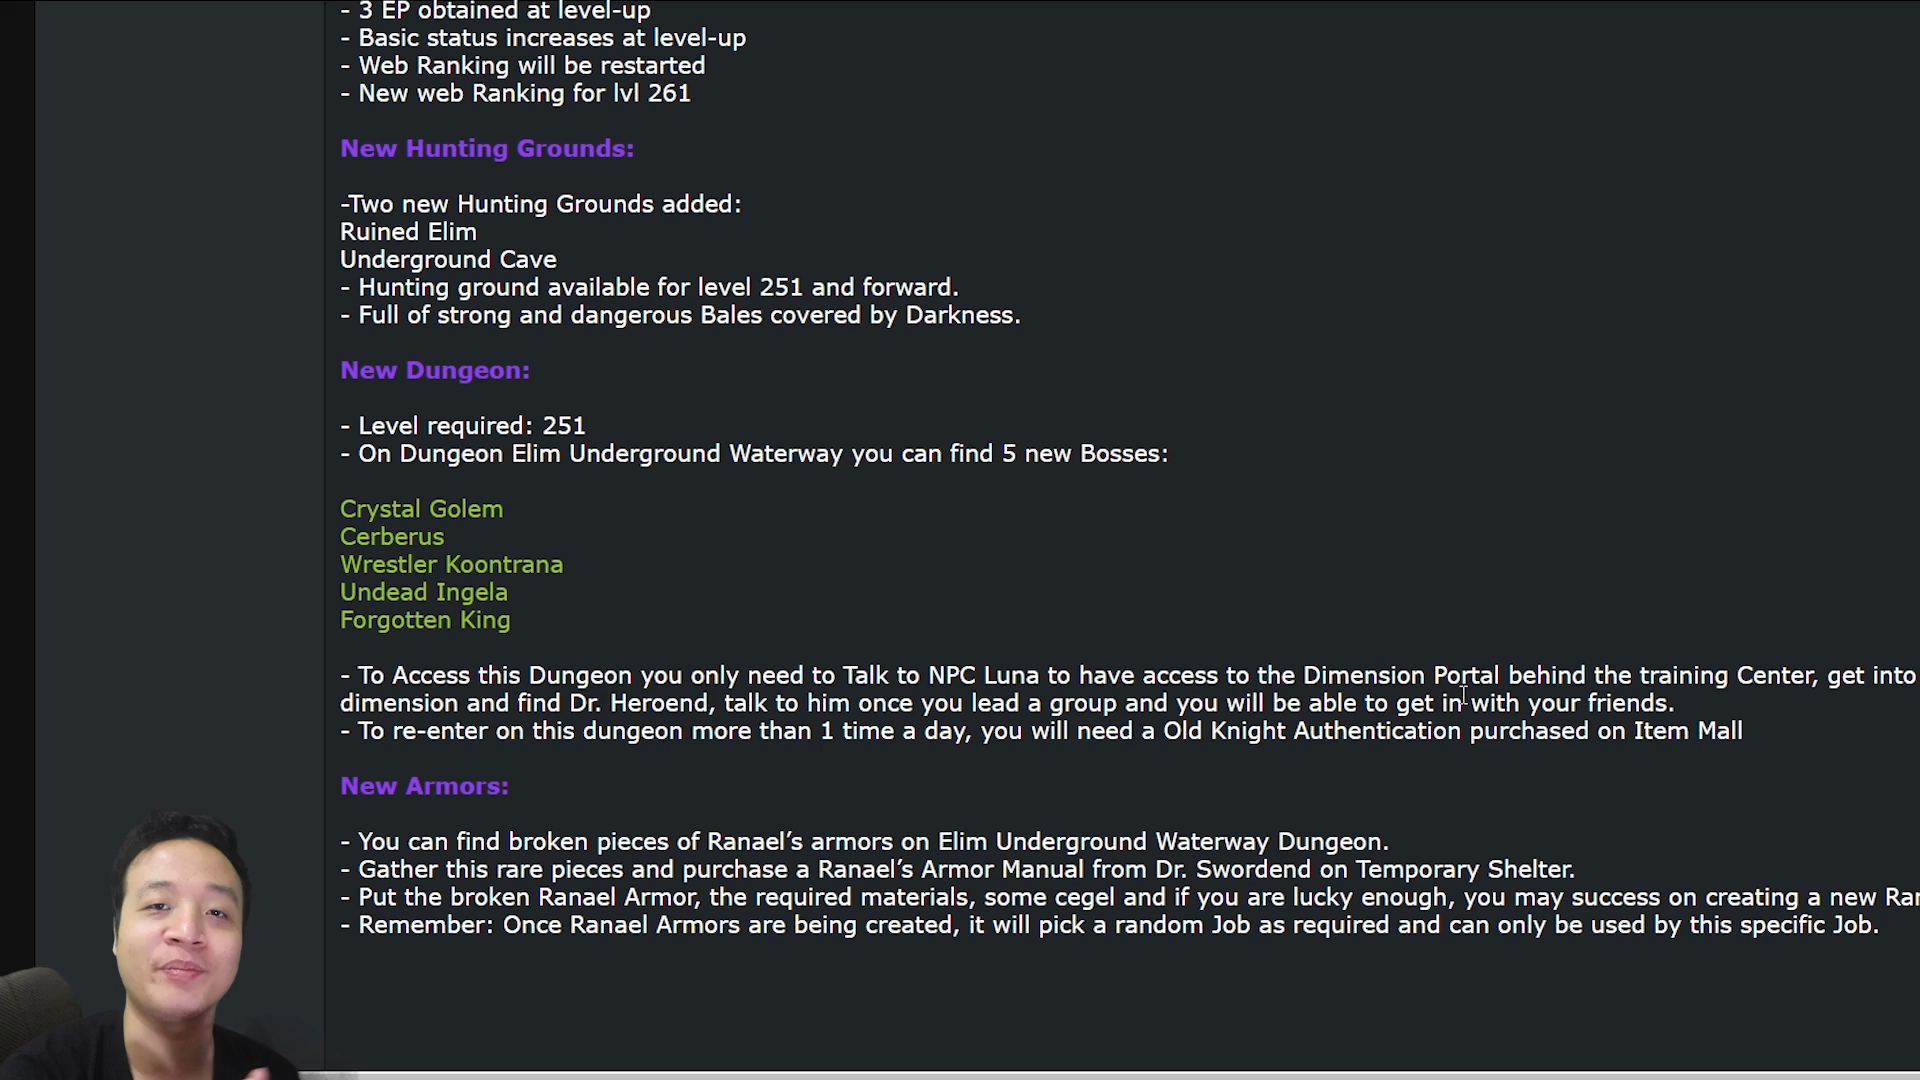 - 3 EP obtained at level-up
- Basic status increases at level-up
- Web Ranking will be restarted
- New web Ranking for lvl 261
New Hunting Grounds:
-Two new Hunting Grounds added:
Ruined Elim
Underground Cave
- Hunting ground available for level 251 and forward.
- Full of strong and dangerous Bales covered by Darkness.
New Dungeon:
- Level required: 251
- On Dungeon Elim Underground Waterway you can find 5 new Bosses:
Crystal Golem
Cerberus
Wrestler Koontrana
Undead Ingela
Forgotten King
- To Access this Dungeon you only need to Talk to NPC Luna to have access to the Dimension Portal behind the training Center, get into
dimension and find Dr. Heroend, talk to him once you lead a group and you will be able to get in with your friends.
- To re-enter on this dungeon more than 1 time a day, you will need a Old Knight Authentication purchased on Item Mall
New Armors:
- You can find broken pieces of Ranael’s armors on Elim Underground Waterway Dungeon.
- Gather this rare pieces and purchase a Ranael’s Armor Manual from Dr. Swordend on Temporary Shelter.
- Put the broken Ranael Armor, the required materials, some cegel and if you are lucky enough, you may success on creating a new
- Remember: Once Ranael Armors are being created, it will pick a random Job as required and can only be used by this specific Job.